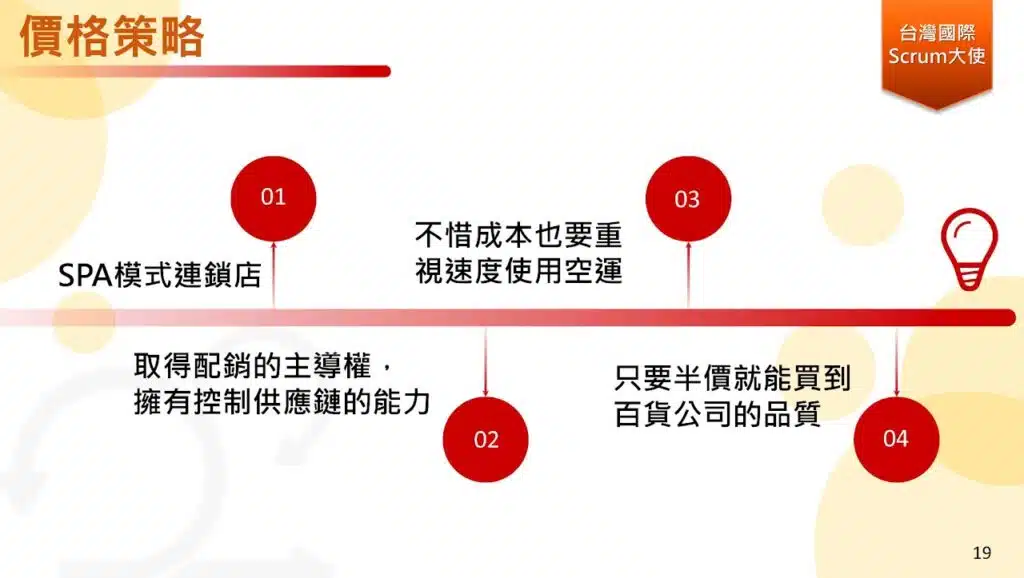 價格策略
台灣國際
Scrum大使
01
SPA模式連鎖店
取得配銷的主導權，
擁有控制供應鏈的能力
02
03
不惜成本也要重
視速度使用空運
只要半價就能買到
百貨公司的品質
04
19